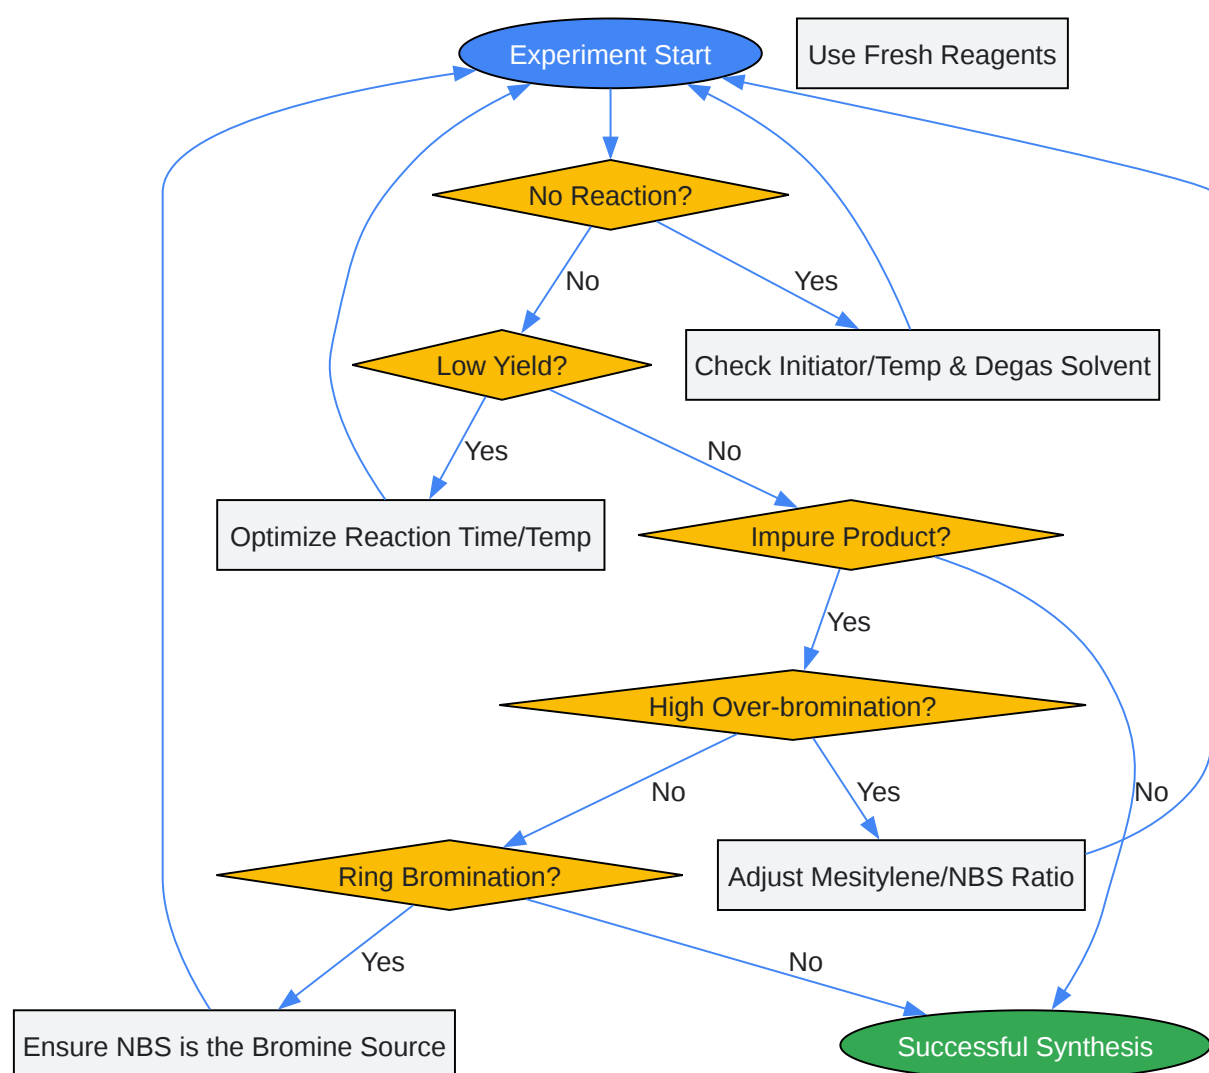 Experiment Start
Use Fresh Reagents
No Reaction?
No
Yes
Low Yield?
Check Initiator/Temp & Degas Solvent
Yes
No
Optimize Reaction Time/Temp
Impure Product?
Yes
High Over-bromination?
No
Yes
No
Ring Bromination?
Adjust Mesitylene/NBS Ratio
Yes
No
Ensure NBS is the Bromine Source
Successful Synthesis